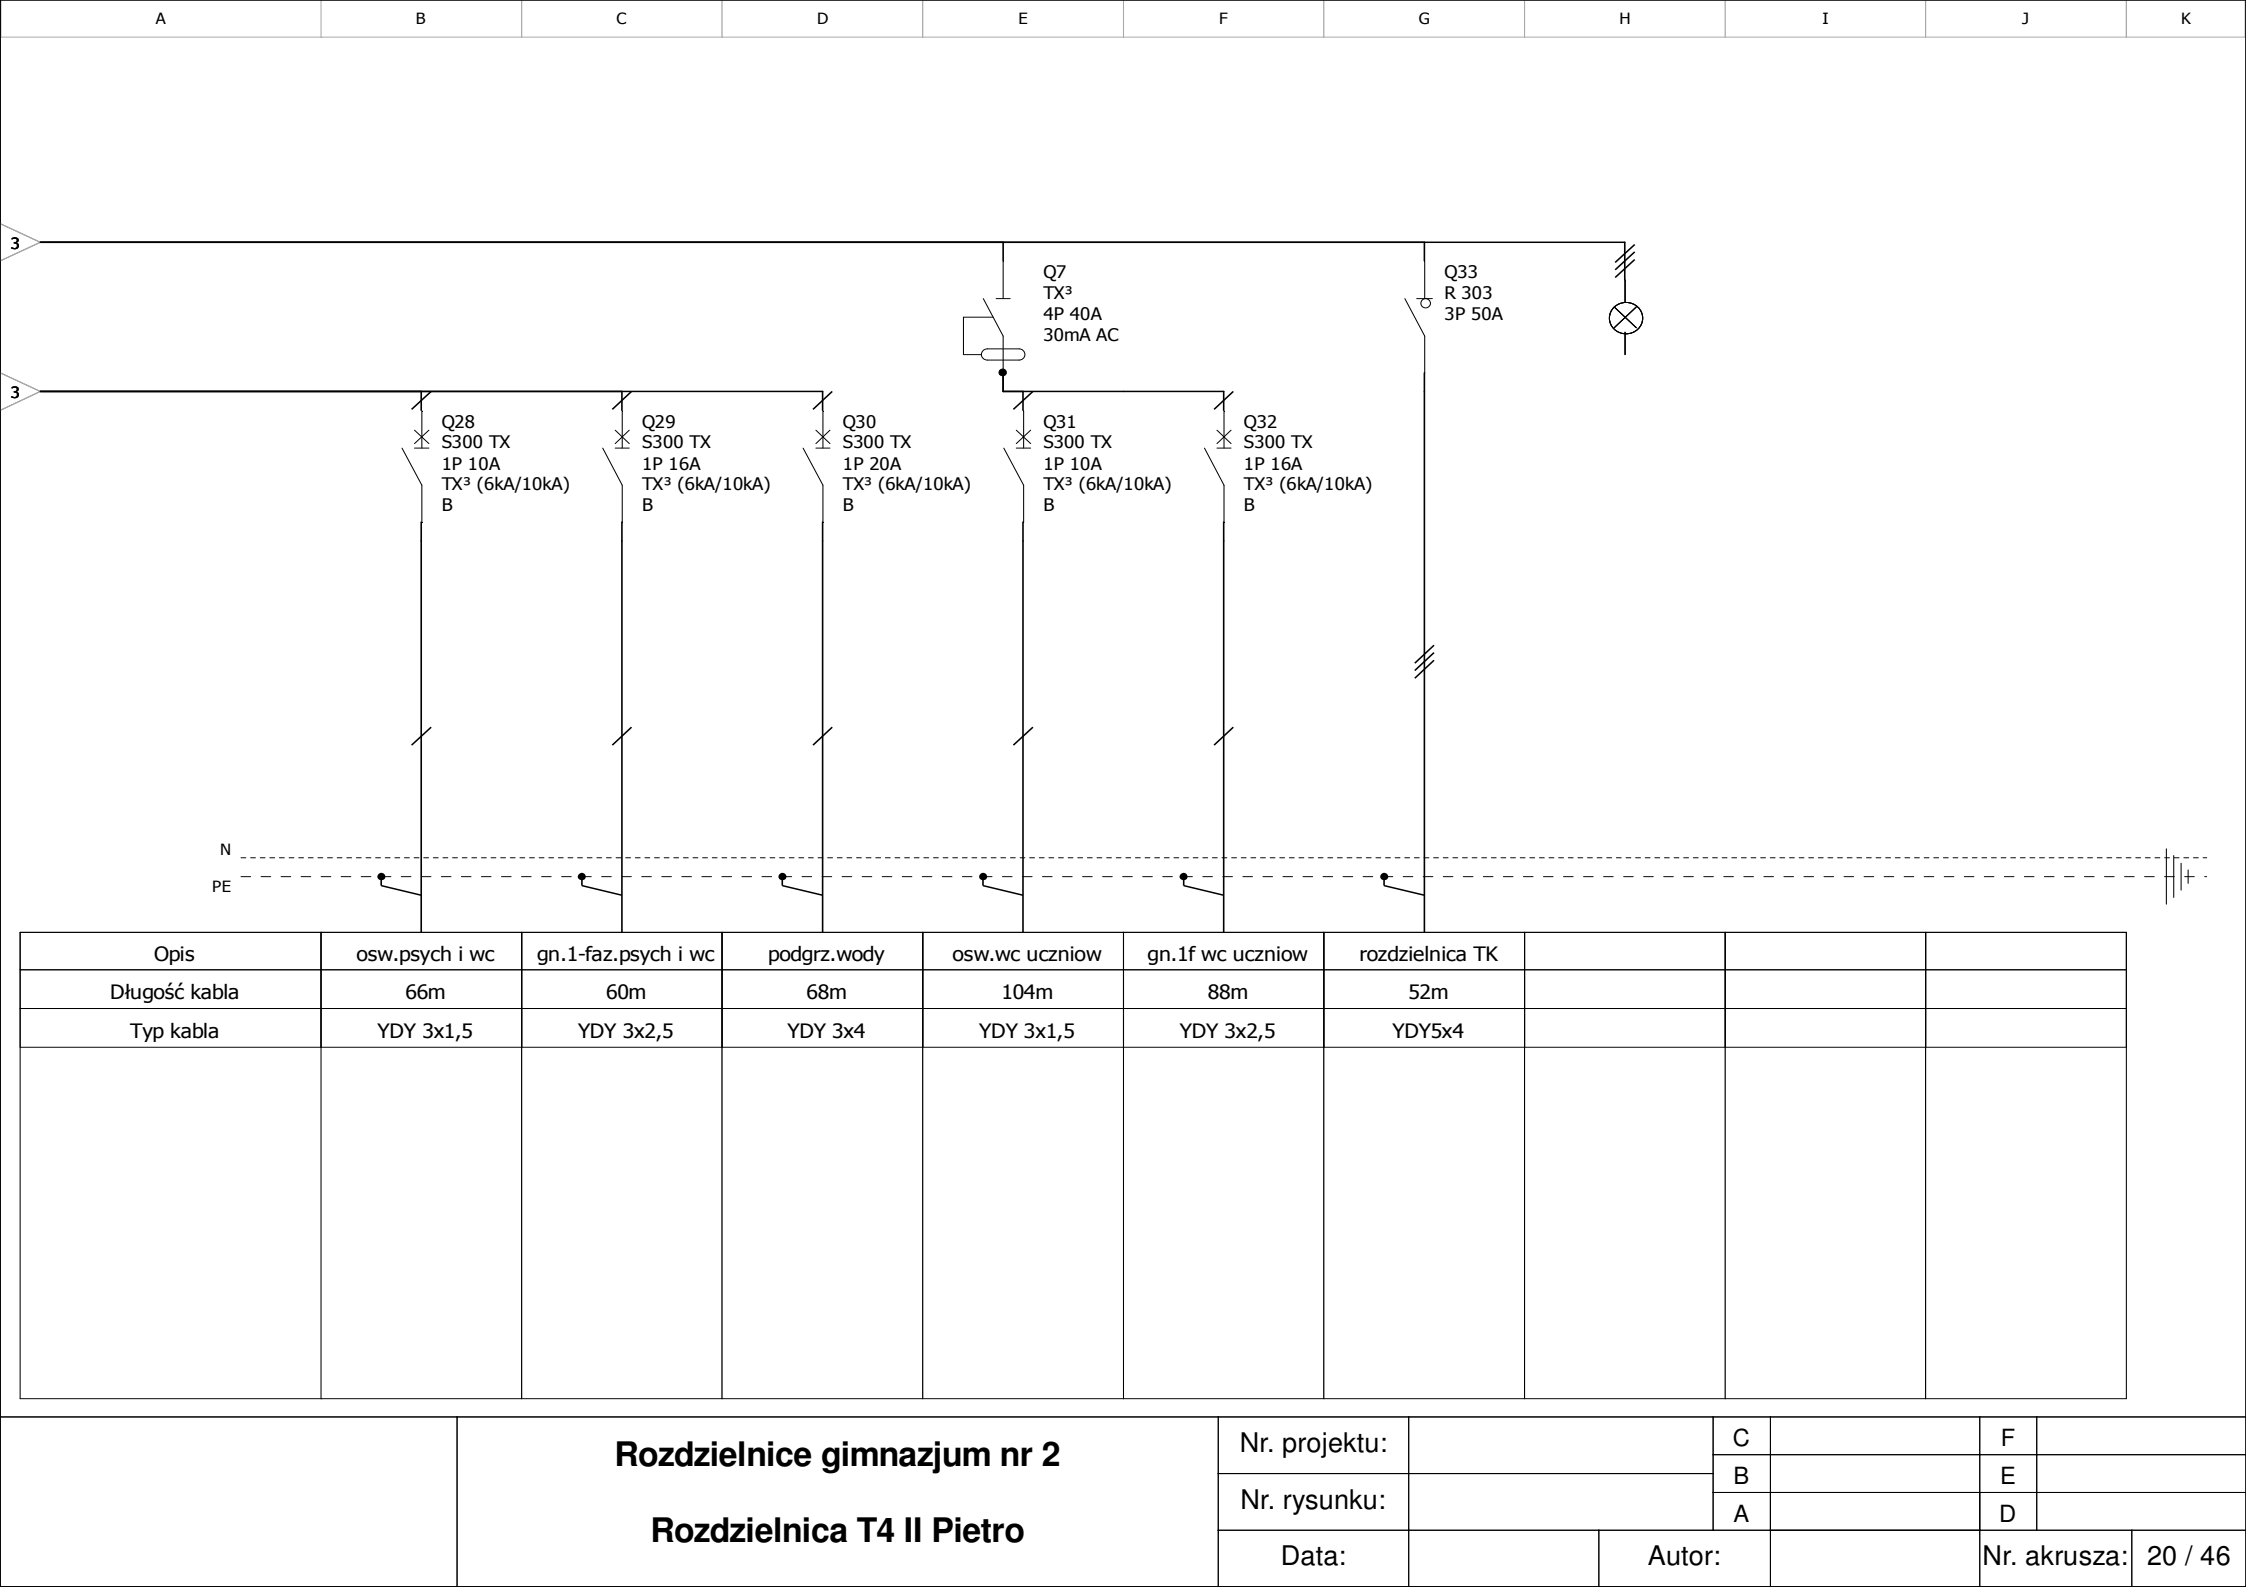 A B C D E F G H I J K
3
Q7
TX³
4P 40A
30mA AC
Q33
R 303
3P 50A
3
Q28
S300 TX
1P 10A
TX³ (6kA/10kA)
B
Q29
S300 TX
1P 16A
TX³ (6kA/10kA)
B
Q30
S300 TX
1P 20A
TX³ (6kA/10kA)
B
Q31
S300 TX
1P 10A
TX³ (6kA/10kA)
B
Q32
S300 TX
1P 16A
TX³ (6kA/10kA)
B
N
PE
Opis osw.psych i wc gn.1-faz.psych i wc podgrz.wody osw.wc uczniow gn.1f wc uczniow rozdzielnica TK
Długość kabla 66m 60m 68m 104m 88m 52m
Typ kabla YDY 3x1,5 YDY 3x2,5 YDY 3x4 YDY 3x1,5 YDY 3x2,5 YDY5x4
Rozdzielnice gimnazjum nr 2
Rozdzielnica T4 II Pietro
Nr. projektu:
Nr. rysunku:
Data:
Autor:
C
B
A
F
E
D
Nr. akrusza: 20 / 46